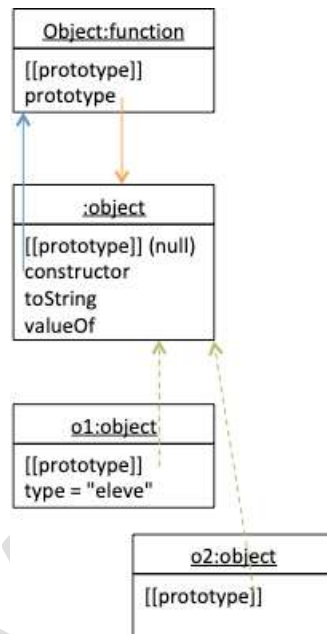 Object:function
[[prototype]]
prototype
:object
[[prototype]] (null)
constructor
toString
valueOf
o1:object
[[prototype]]
type = "eleve"
o2:object
[[prototype]]